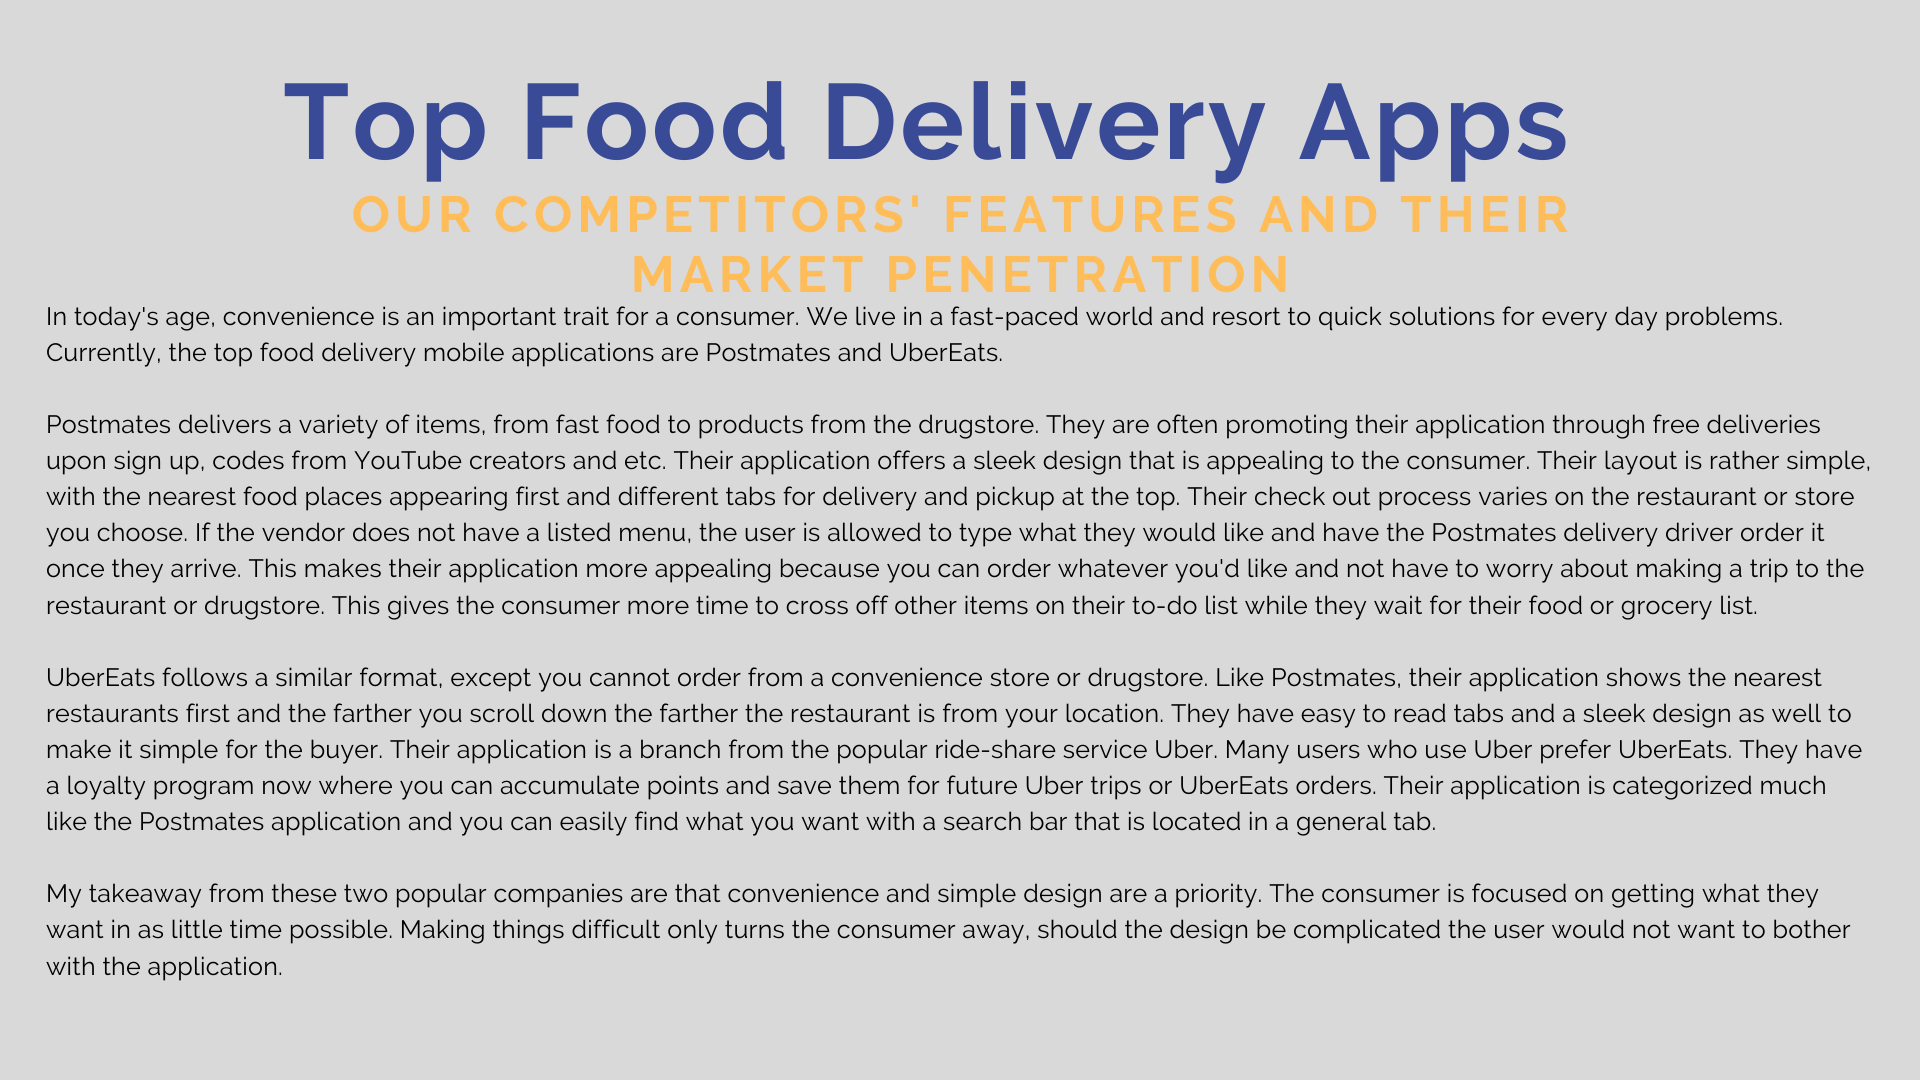 Top Food Delivery Apps
OUR COMPETITORS' FEATURES AND THEIR
MARKET PENETRATION
In today's age, convenience is an important trait for a consumer. We live in a fast-paced world and resort to quick solutions for every day problems.
Currently, the top food delivery mobile applications are Postmates and UberEats.
Postmates delivers a variety of items, from fast food to products from the drugstore. They are often promoting their application through free deliveries
upon sign up, codes from YouTube creators and etc. Their application offers a sleek design that is appealing to the consumer. Their layout is rather simple,
with the nearest food places appearing first and different tabs for delivery and pickup at the top. Their check out process varies on the restaurant or store
you choose. If the vendor does not have a listed menu, the user is allowed to type what they would like and have the Postmates delivery driver order it
once they arrive. This makes their application more appealing because you can order whatever you'd like and not have to worry about making a trip to the
restaurant or drugstore. This gives the consumer more time to cross off other items on their to-do list while they wait for their food or grocery list.
UberEats follows a similar format, except you cannot order from a convenience store or drugstore. Like Postmates, their application shows the nearest
restaurants first and the farther you scroll down the farther the restaurant is from your location. They have easy to read tabs and a sleek design as well to
make it simple for the buyer. Their application is a branch from the popular ride-share service Uber. Many users who use Uber prefer UberEats. They have
a loyalty program now where you can accumulate points and save them for future Uber trips or UberEats orders. Their application is categorized much
like the Postmates application and you can easily find what you want with a search bar that is located in a general tab.
My takeaway from these two popular companies are that convenience and simple design are a priority. The consumer is focused on getting what they
want in as little time possible. Making things difficult only turns the consumer away, should the design be complicated the user would not want to bother
with the application.